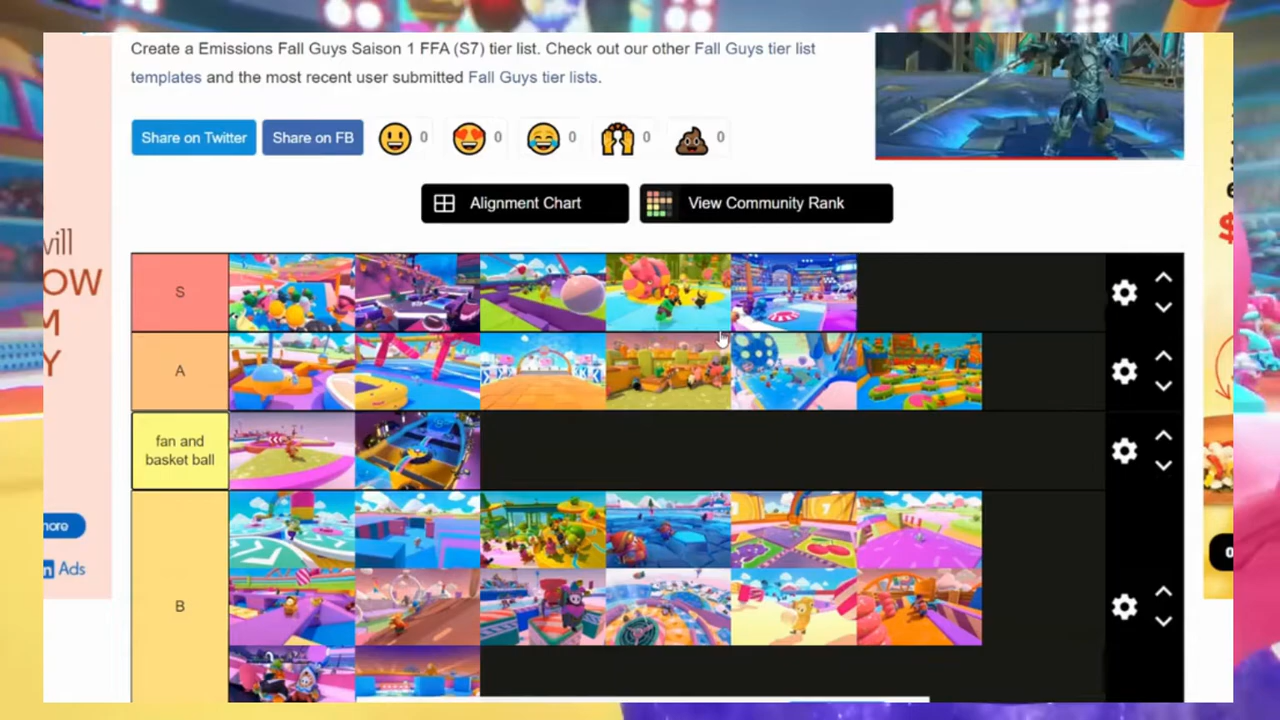 Create a Emissions Fall Guys Saison 1 FFA (S7) tier list. Check out our other Fall Guys tier list
templates and the most recent user submitted Fall Guys tier lists.
Share on Twitter
Share on FB
0
0
0
0
0
Alignment Chart
View Community Rank
vill
OW
M
Y
nore
n Ads
S
A
fan and
basket ball
B